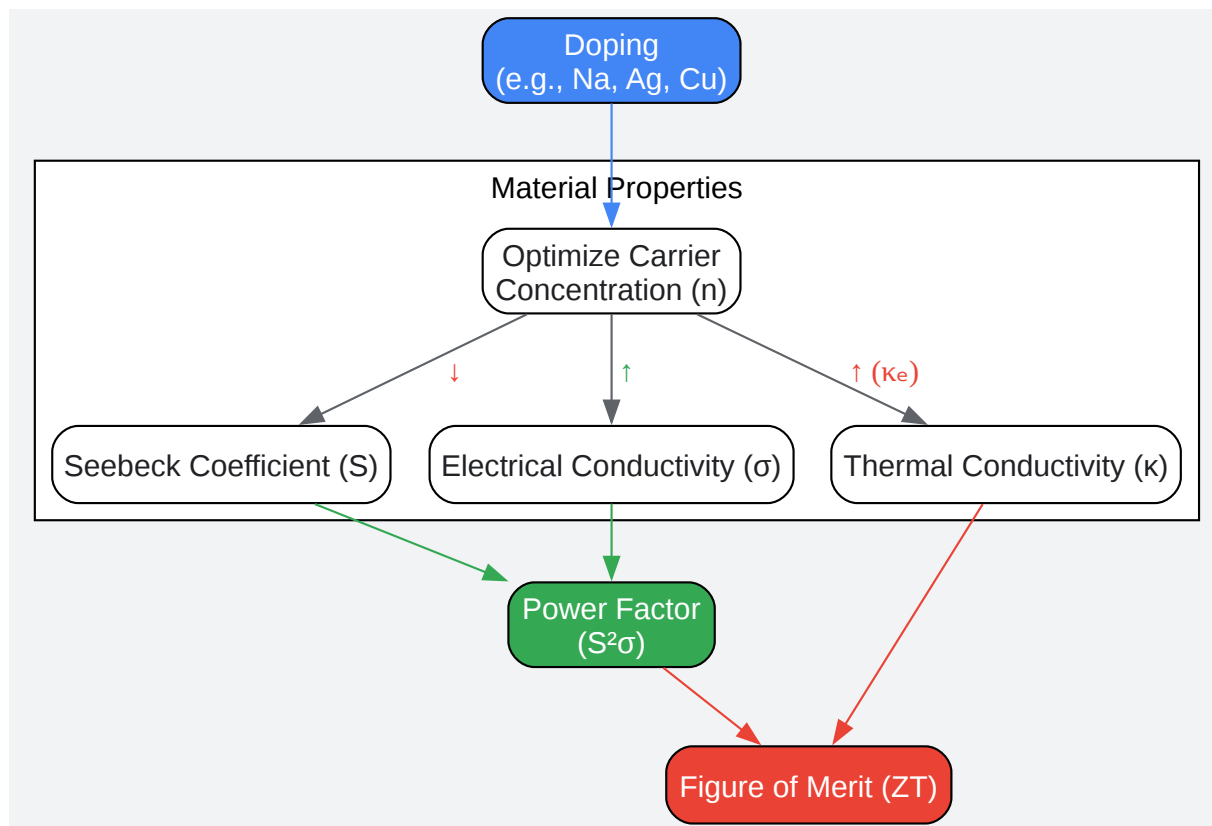 Doping
(e.g., Na, Ag, Cu)
Material Properties
Optimize Carrier
Concentration (n)
↓
↑
↑ (κₑ)
Seebeck Coefficient (S)
Electrical Conductivity (σ)
Thermal Conductivity (κ)
Power Factor
(S²σ)
Figure of Merit (ZT)